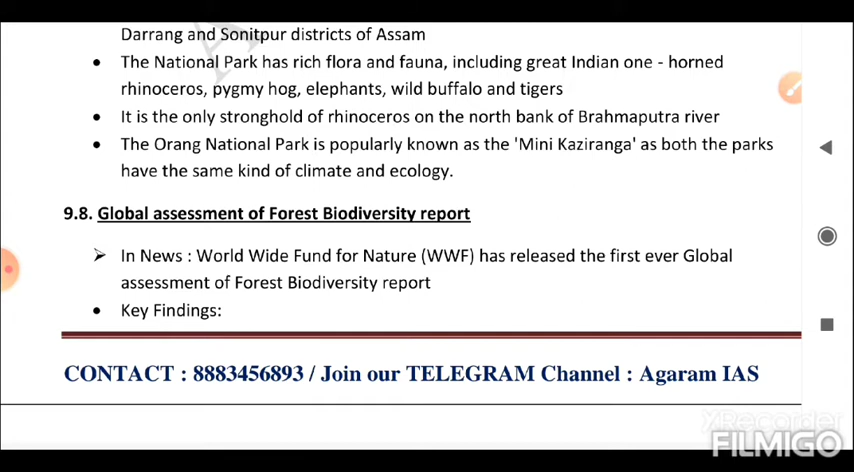 Darrang and Sonitpur districts of Assam
• The National Park has rich flora and fauna, including great Indian one - horned
rhinoceros, pygmy hog, elephants, wild buffalo and tigers
• It is the only stronghold of rhinoceros on the north bank of Brahmaputra river
• The Orang National Park is popularly known as the 'Mini Kaziranga' as both the parks
have the same kind of climate and ecology.
9.8. Global assessment of Forest Biodiversity report
➢ In News : World Wide Fund for Nature (WWF) has released the first ever Global
assessment of Forest Biodiversity report
• Key Findings:
CONTACT : 8883456893 / Join our TELEGRAM Channel : Agaram IAS
XRecorder
FILMIGO